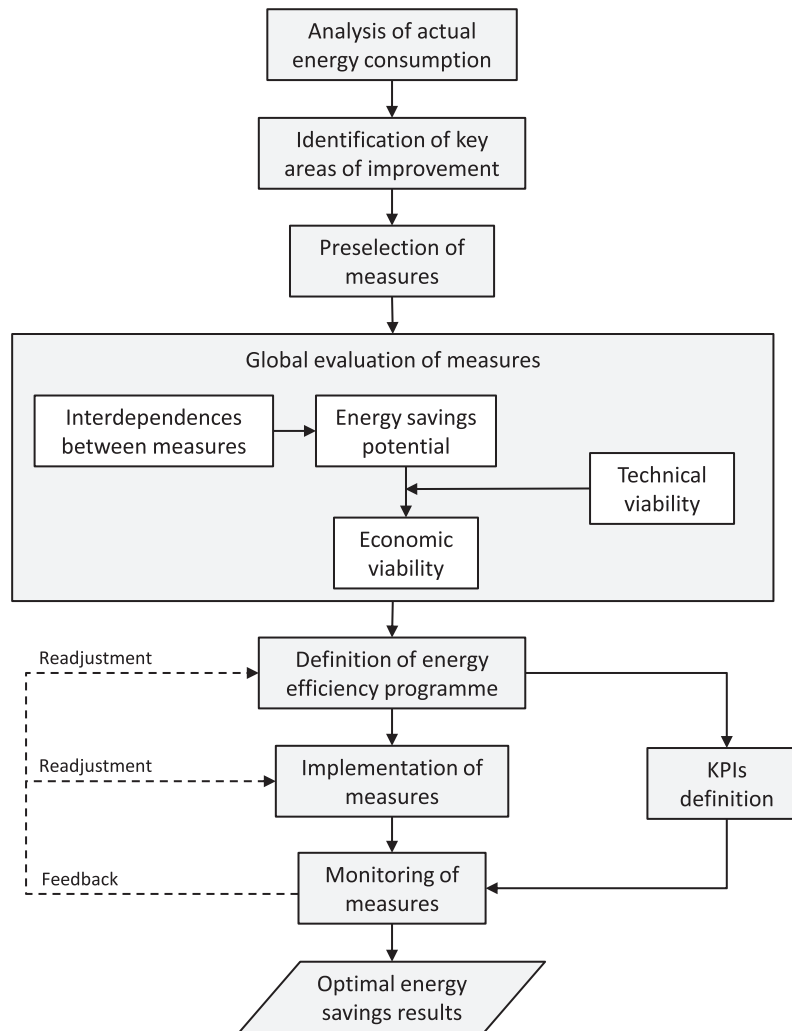 Analysis of actual
energy consumption
Identification of key
areas of improvement
Preselection of
measures
Global evaluation of measures
Interdependences
between measures
Energy savings
potential
Technical
viability
Economic
viability
Readjustment
Definition of energy
efficiency programme
Readjustment
Implementation of
measures
KPIs
definition
Feedback
Monitoring of
measures
Optimal energy
savings results